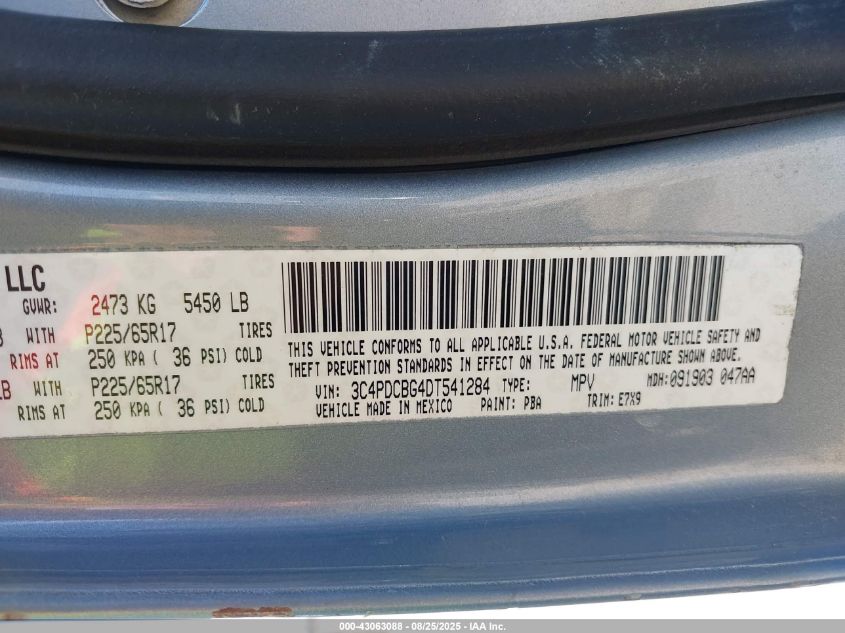 LLC
GVWR: 2473 KG 5450 LB
WITH P225/65R17 TIRES
RIMS AT 250 KPA ( 36 PSI) COLD
LB WITH P225/65R17 TIRES
RIMS AT 250 KPA ( 36 PSI) COLD
THIS VEHICLE CONFORMS TO ALL APPLICABLE U.S.A. FEDERAL MOTOR VEHICLE SAFETY AND
THEFT PREVENTION STANDARDS IN EFFECT ON THE DATE OF MANUFACTURE SHOWN ABOVE.
VIN: 3C4PDCBG4DT541284 TYPE: MPV MDH:091903 047AA
VEHICLE MADE IN MEXICO PAINT: PBA TRIM: E7X9
000-43063088 - 08/25/2025 - IAA Inc.